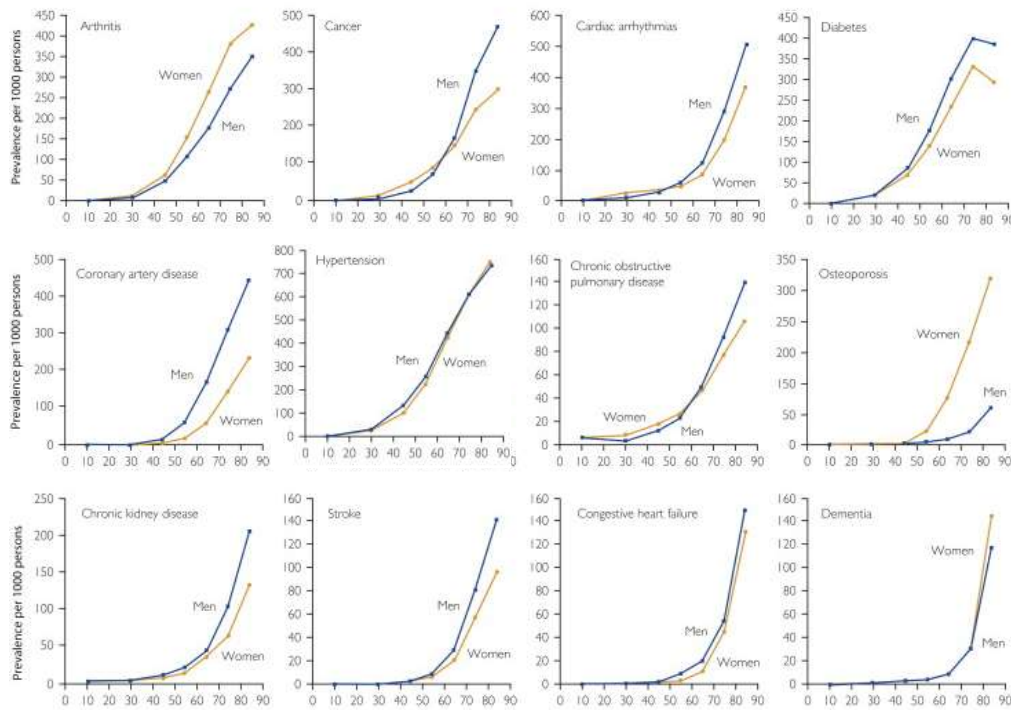 Prevalence per 1000 persons
Arthritis
450
400
350
300
250
200
150
100
50
0
Women
Men
0 10 20 30 40 50 60 70 80 90
Cancer
500
400
300
200
100
0
Men
Women
0 10 20 30 40 50 60 70 80 90
Cardiac arrhythmias
600
500
400
300
200
100
0
Men
Women
0 10 20 30 40 50 60 70 80 90
Diabetes
450
400
350
300
250
200
150
100
50
0
Men
Women
0 10 20 30 40 50 60 70 80 90
Prevalence per 1000 persons
Coronary artery disease
500
400
300
200
100
0
Men
Women
0 10 20 30 40 50 60 70 80 90
Hypertension
800
700
600
500
400
300
200
100
0
Men
Women
0 10 20 30 40 50 60 70 80 90
Chronic obstructive
pulmonary disease
160
140
120
100
80
60
40
20
0
Women
Men
0 10 20 30 40 50 60 70 80 90
Osteoporosis
350
300
250
200
150
100
50
0
Women
Men
0 10 20 30 40 50 60 70 80 90
Prevalence per 1000 persons
Chronic kidney disease
250
200
150
100
50
0
Men
Women
0 10 20 30 40 50 60 70 80 90
Stroke
160
140
120
100
80
60
40
20
0
Men
Women
0 10 20 30 40 50 60 70 80 90
Congestive heart failure
160
140
120
100
80
60
40
20
0
Men
Women
0 10 20 30 40 50 60 70 80 90
Dementia
160
140
120
100
80
60
40
20
0
Women
Men
0 10 20 30 40 50 60 70 80 90